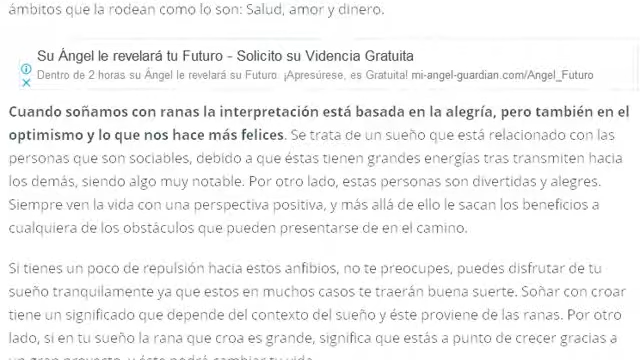 ámbitos que la rodean como lo son: Salud, amor y dinero.
Su Ángel le revelará tu Futuro - Solicito su Videncia Gratuita
Dentro de 2 horas su Ángel le revelará su Futuro. ¡Apresúrese, es Gratuita! mi-angel-guardian.com/Angel_Futuro
Cuando soñamos con ranas la interpretación está basada en la alegría, pero también en el
optimismo y lo que nos hace más felices. Se trata de un sueño que está relacionado con las
personas que son sociables, debido a que éstas tienen grandes energías tras transmiten hacia
los demás, siendo algo muy notable. Por otro lado, estas personas son divertidas y alegres.
Siempre ven la vida con una perspectiva positiva, y más allá de ello le sacan los beneficios a
cualquiera de los obstáculos que pueden presentarse de en el camino.
Si tienes un poco de repulsión hacia estos anfibios, no te preocupes, puedes disfrutar de tu
sueño tranquilamente ya que estos en muchos casos te traerán buena suerte. Soñar con croar
tiene un significado que depende del contexto del sueño y éste proviene de las ranas. Por otro
lado, si en tu sueño la rana que croa es grande, significa que estás a punto de crecer gracias a
un gran proyecto, y éste podrá cambiar tu vida.